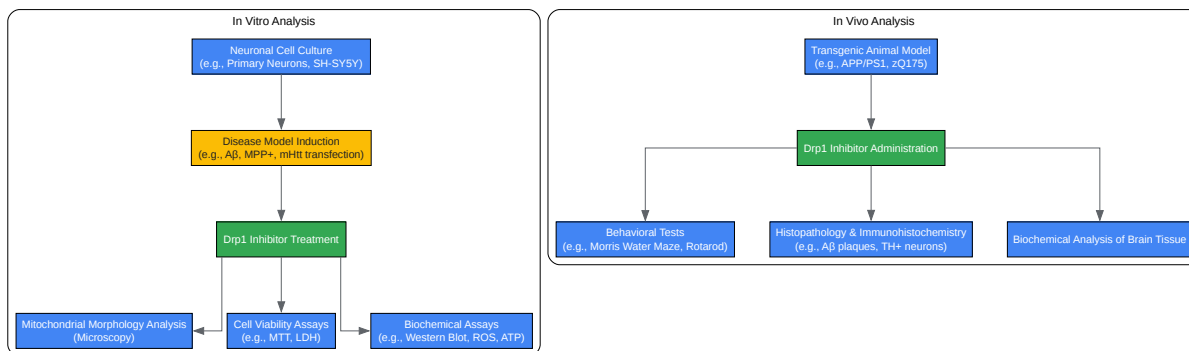 In Vitro Analysis
Neuronal Cell Culture
(e.g., Primary Neurons, SH-SY5Y)
Disease Model Induction
(e.g., Aβ, MPP+, mHtt transfection)
Drp1 Inhibitor Treatment
Mitochondrial Morphology Analysis
(Microscopy)
Cell Viability Assays
(e.g., MTT, LDH)
Biochemical Assays
(e.g., Western Blot, ROS, ATP)
In Vivo Analysis
Transgenic Animal Model
(e.g., APP/PS1, zQ175)
Drp1 Inhibitor Administration
Behavioral Tests
(e.g., Morris Water Maze, Rotarod)
Histopathology & Immunohistochemistry
(e.g., Aβ plaques, TH+ neurons)
Biochemical Analysis of Brain Tissue